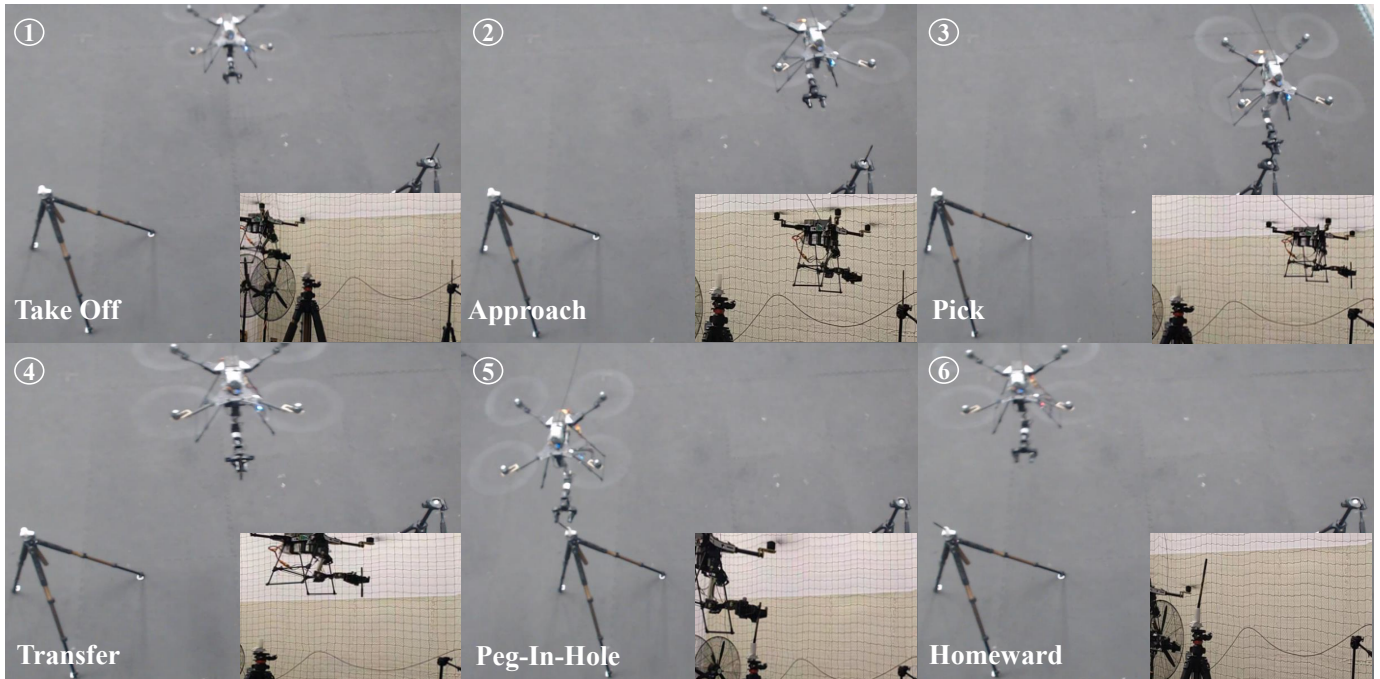 ①
②
③
Take Off
Approach
Pick
④
⑤
⑥
Transfer
Peg-In-Hole
Homeward